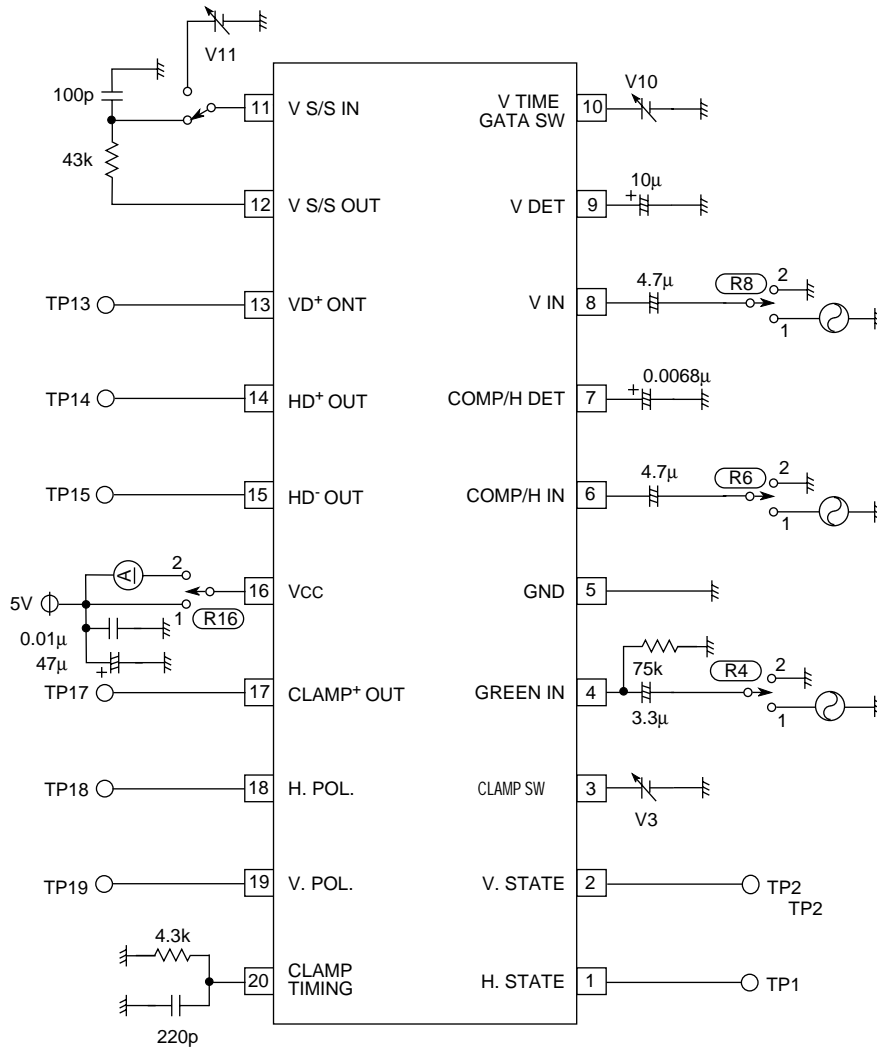 V11
100p
11 V S/S IN
43k
12 V S/S OUT
TP13 13 VD+ ONT
TP14 14 HD+ OUT
TP15 15 HD- OUT
A 2
5V 1 R16 16 VCC
0.01μ
47μ +
TP17 17 CLAMP+ OUT
TP18 18 H. POL.
TP19 19 V. POL.
4.3k
20 CLAMP TIMING
220p
V TIME GATA SW 10 V10
V DET 9 + 10μ
V IN 8 4.7μ R8 2 1
COMP/H DET 7 + 0.0068μ
COMP/H IN 6 4.7μ R6 2 1
GND 5
GREEN IN 4 75k 3.3μ R4 2 1
CLAMP SW 3 V3
V. STATE 2 TP2
TP2
H. STATE 1 TP1